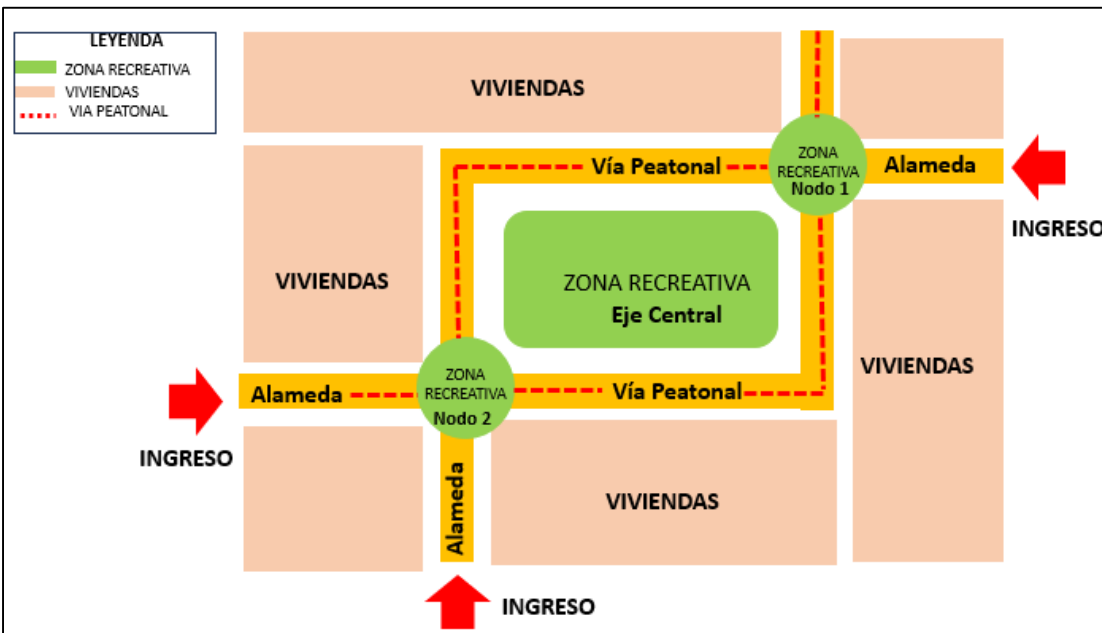 LEYENDA
ZONA RECREATIVA
VIVIENDAS
VIA PEATONAL
VIVIENDAS
Vía Peatonal
ZONA
RECREATIVA
Nodo 1
Alameda
INGRESO
VIVIENDAS
ZONA RECREATIVA
Eje Central
VIVIENDAS
ZONA
RECREATIVA
Nodo 2
Alameda
Vía Peatonal
INGRESO
Alameda
VIVIENDAS
INGRESO